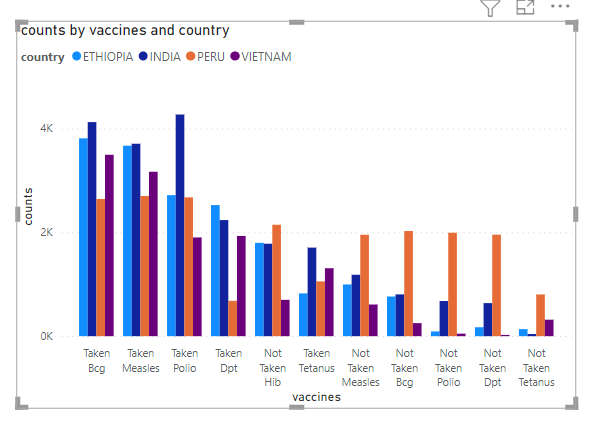 counts by vaccines and country
country ETHIOPIA INDIA PERU VIETNAM
4K
2K
0K
counts
Taken Bcg
Taken Measles
Taken Polio
Taken Dpt
Not Taken Hib
Taken Tetanus
Not Taken Measles
Not Taken Bcg
Not Taken Polio
Not Taken Dpt
Not Taken Tetanus
vaccines